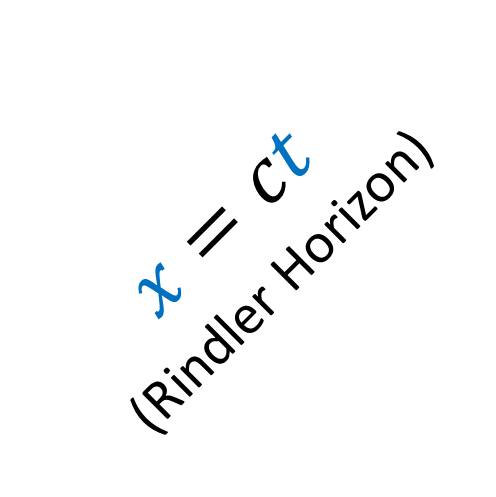 x = ct
(Rindler Horizon)